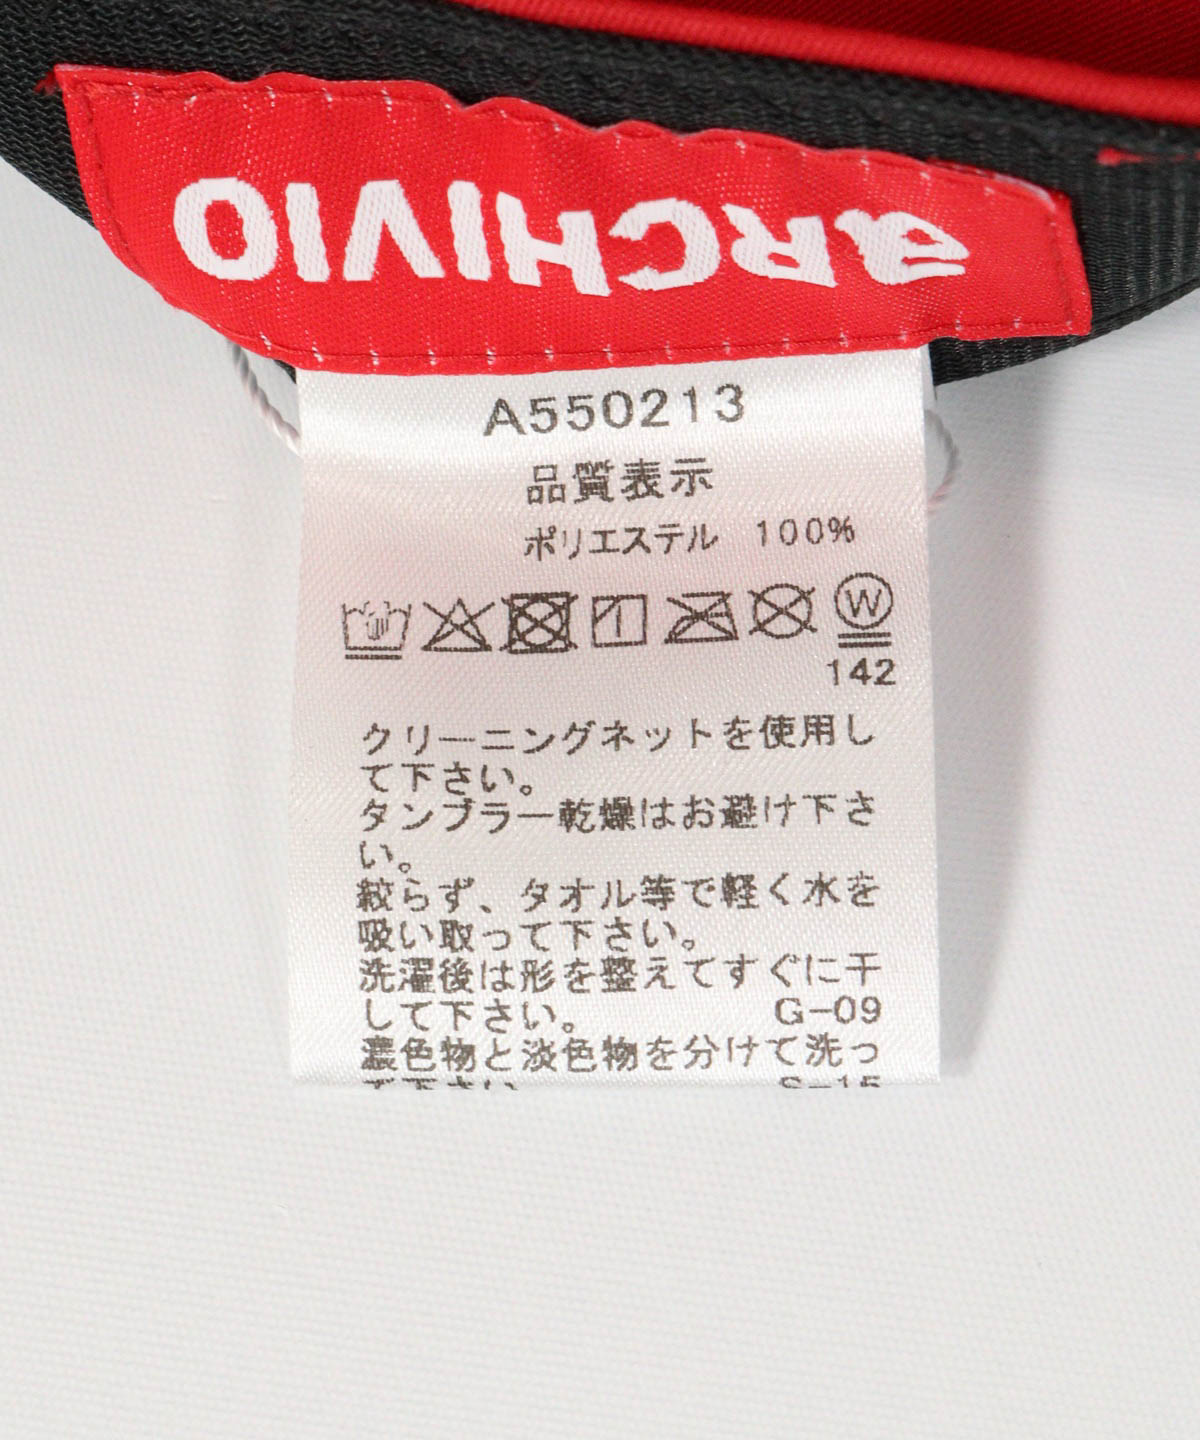 ARCHIVIO
A550213
品質表示
ポリエステル 100%
W
142
クリーニングネットを使用し
て下さい。
タンブラー乾燥はお避け下さ
い。
絞らず、タオル等で軽く水を
吸い取って下さい。
洗濯後は形を整えてすぐに干
して下さい。 G-09
濃色物と淡色物を分けて洗っ
て下さい S-15